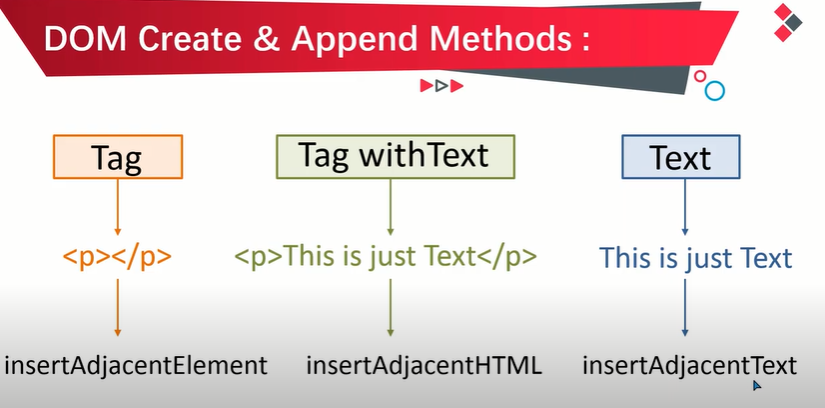 DOM Create & Append Methods :
Tag
Tag withText
Text
<p></p>
<p>This is just Text</p>
This is just Text
insertAdjacentElement
insertAdjacentHTML
insertAdjacentText